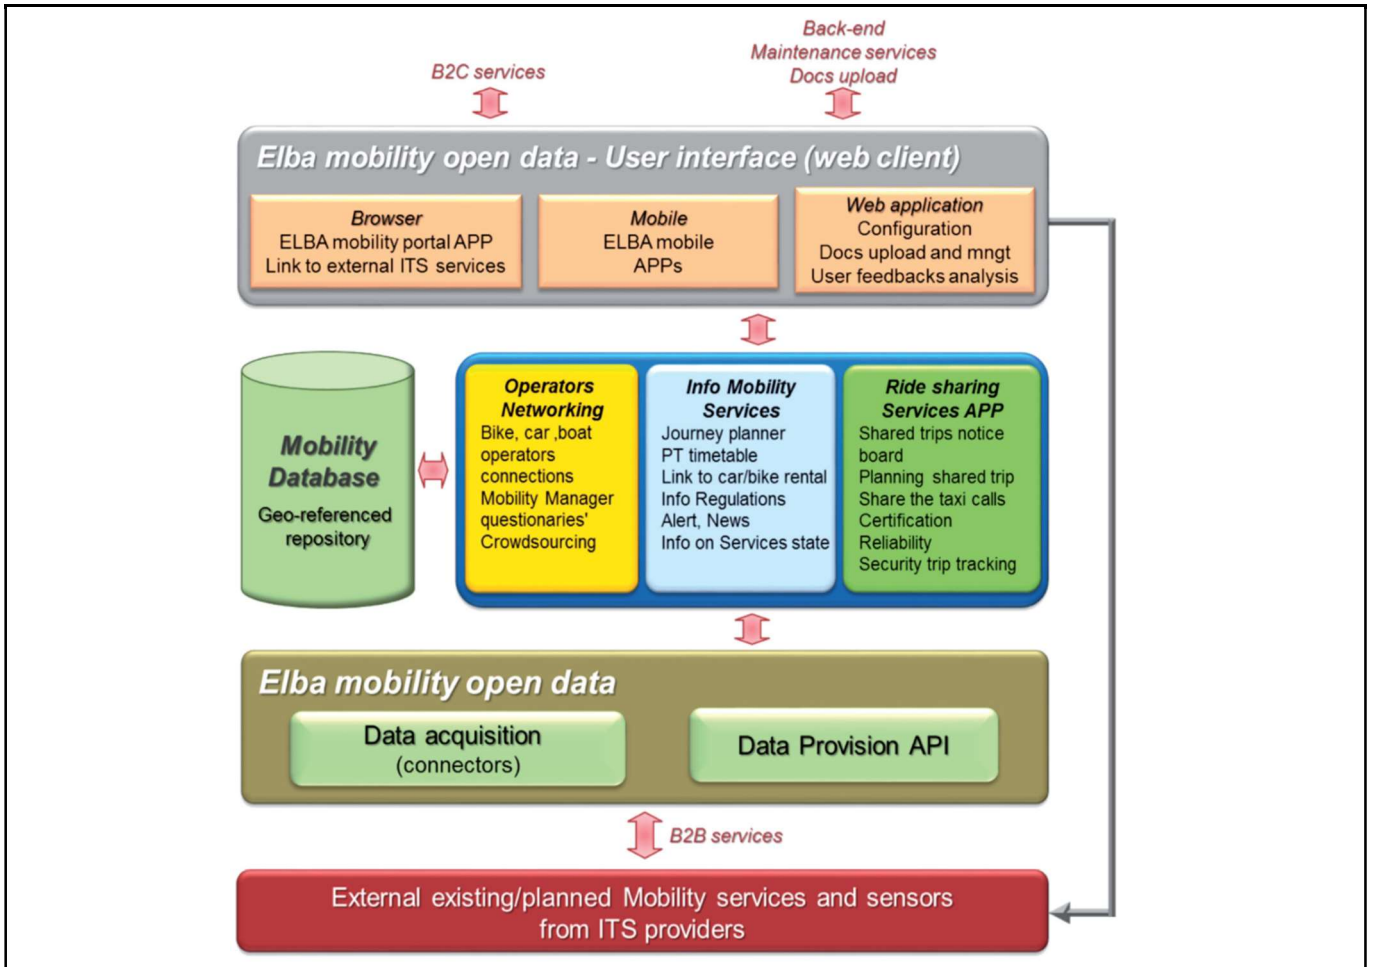 Back-end
Maintenance services
Docs upload
B2C services
Elba mobility open data - User interface (web client)
Browser
ELBA mobility portal APP
Link to external ITS services
Mobile
ELBA mobile
APPs
Web application
Configuration
Docs upload and mngt
User feedbacks analysis
Mobility
Database
Geo-referenced
repository
Operators
Networking
Bike, car ,boat
operators
connections
Mobility Manager
questionaries'
Crowdsourcing
Info Mobility
Services
Journey planner
PT timetable
Link to car/bike rental
Info Regulations
Alert, News
Info on Services state
Ride sharing
Services APP
Shared trips notice
board
Planning shared trip
Share the taxi calls
Certification
Reliability
Security trip tracking
Elba mobility open data
Data acquisition
(connectors)
Data Provision API
B2B services
External existing/planned Mobility services and sensors
from ITS providers